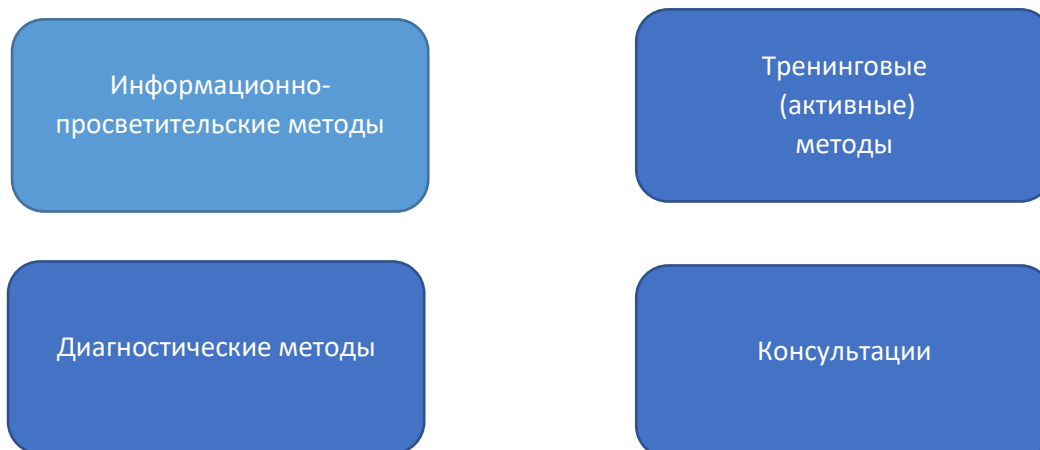 Информационно-
просветительские методы
Тренинговые
(активные)
методы
Диагностические методы
Консультации